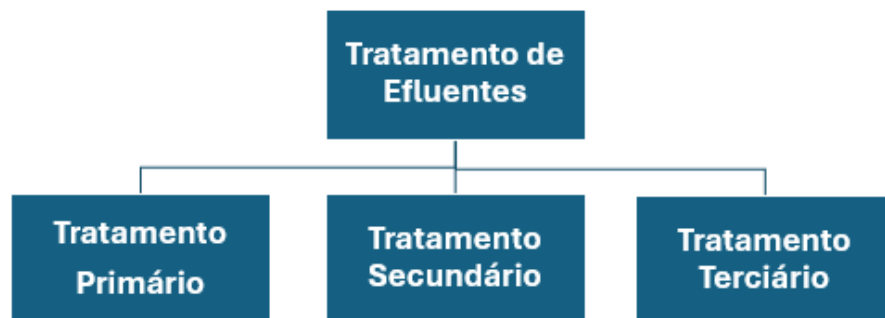 Tratamento de
Efluentes
Tratamento
Primário
Tratamento
Secundário
Tratamento
Terciário